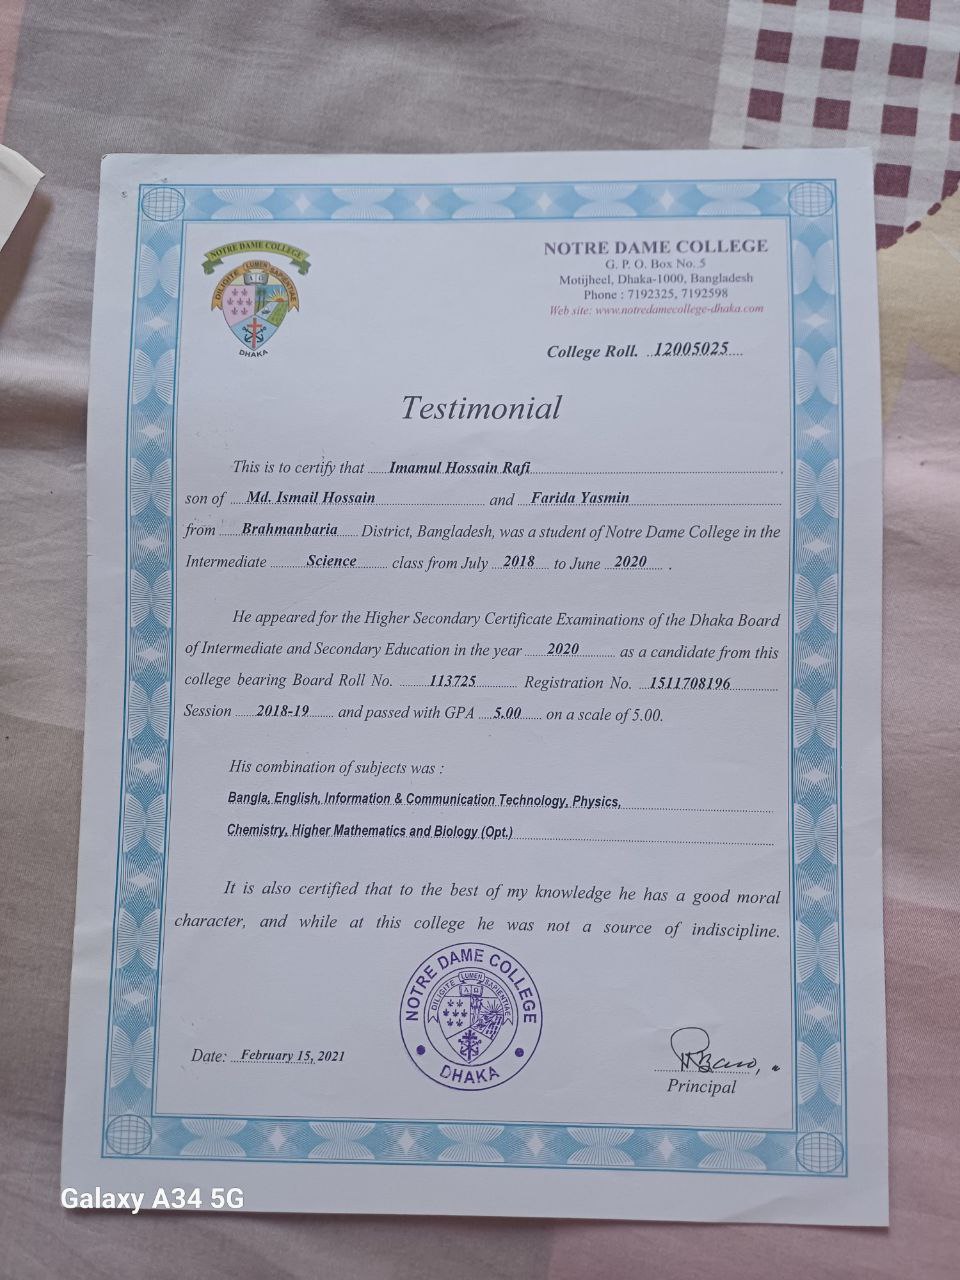 NOTRE DAME COLLEGE
DILIGITE LUMEN SAPIENTIAE
DHAKA
NOTRE DAME COLLEGE
G. P. O. Box No. 5
Motijheel, Dhaka-1000, Bangladesh
Phone : 7192325, 7192598
Web site: www.notredamecollege-dhaka.com
College Roll. 12005025
Testimonial
This is to certify that Imamul Hossain Rafi
son of Md. Ismail Hossain and Farida Yasmin
from Brahmanbaria District, Bangladesh, was a student of Notre Dame College in the
Intermediate Science class from July 2018 to June 2020 .
He appeared for the Higher Secondary Certificate Examinations of the Dhaka Board
of Intermediate and Secondary Education in the year 2020 as a candidate from this
college bearing Board Roll No. 113725 Registration No. 1511708196
Session 2018-19 and passed with GPA 5.00 on a scale of 5.00.
His combination of subjects was :
Bangla, English, Information & Communication Technology, Physics,
Chemistry, Higher Mathematics and Biology (Opt.)
It is also certified that to the best of my knowledge he has a good moral
character, and while at this college he was not a source of indiscipline.
NOTRE DAME COLLEGE
DILIGITE LUMEN SAPIENTIAE
DHAKA
Date: February 15, 2021
Principal
Galaxy A34 5G